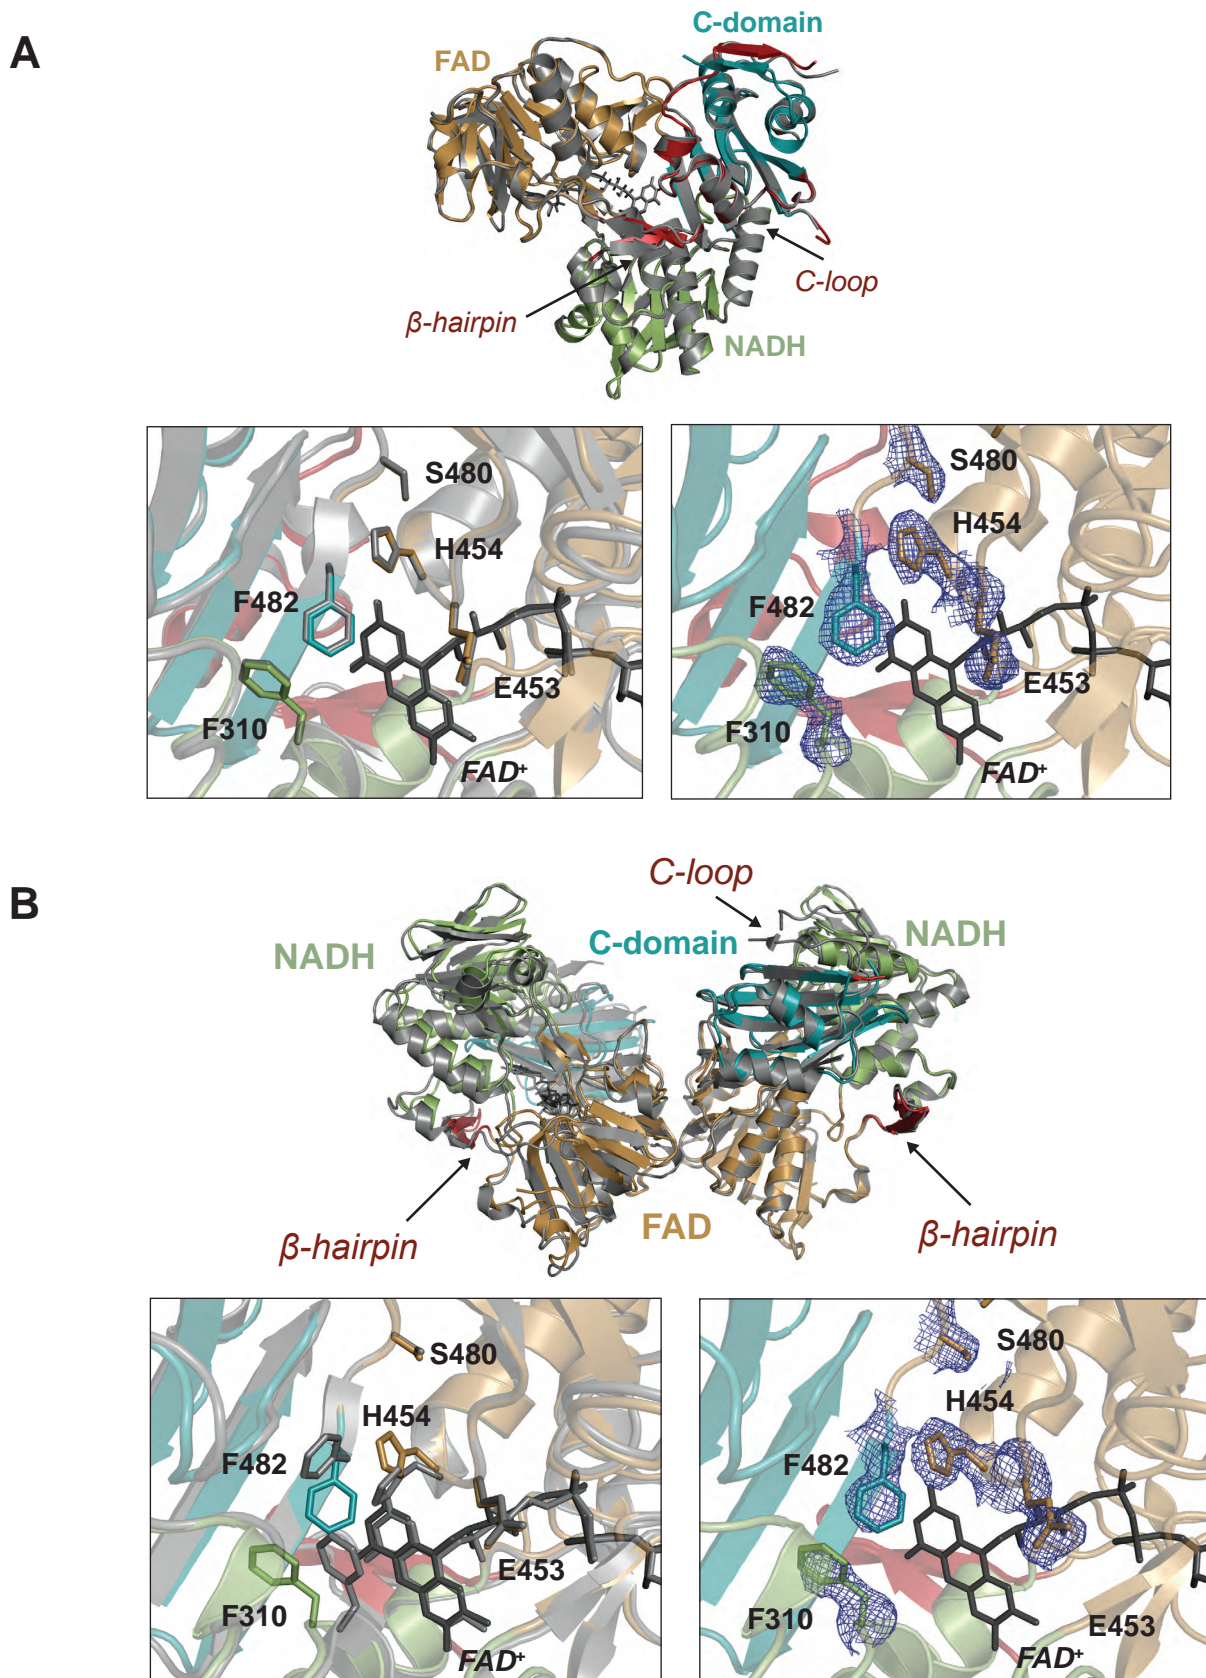 A
C-domain
FAD
C-loop
β-hairpin
NADH
S480
H454
F482
E453
F310
FAD+
S480
H454
F482
E453
F310
FAD+
B
C-loop
NADH
C-domain
NADH
β-hairpin
FAD
β-hairpin
S480
H454
F482
E453
F310
FAD+
S480
H454
F482
F310
E453
FAD+